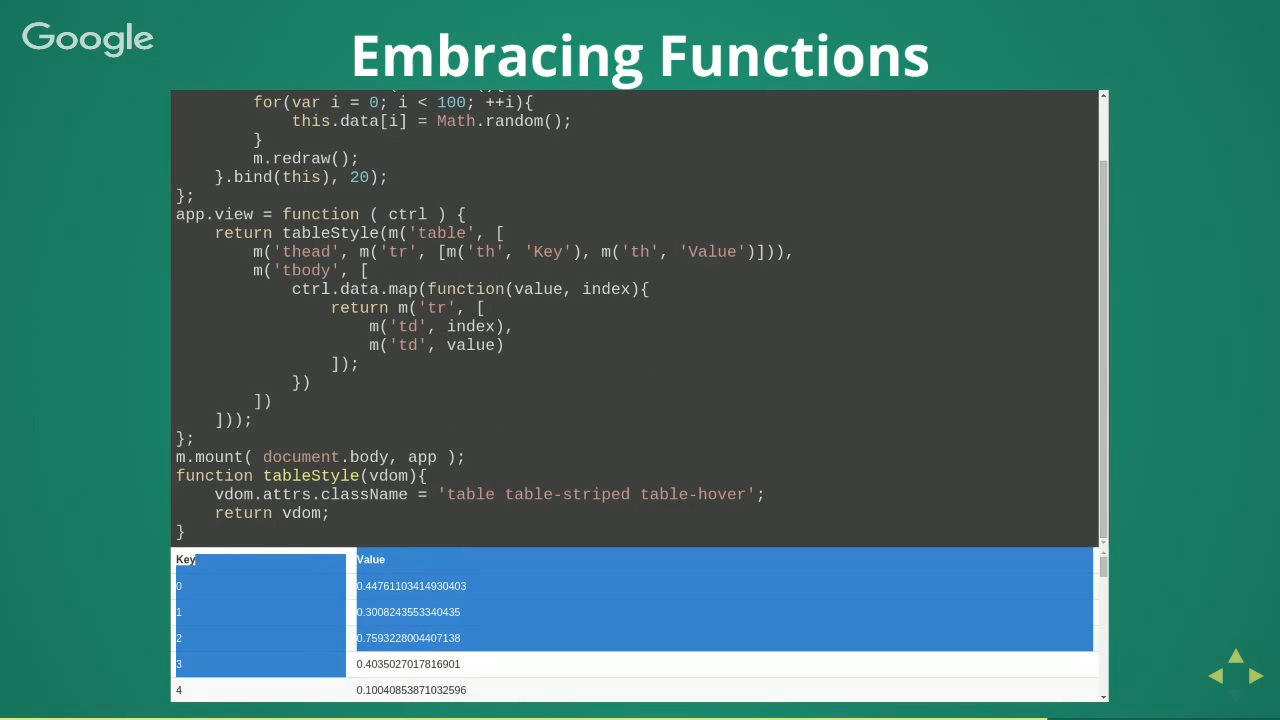 Google
Embracing Functions
for(var i = 0; i < 100; ++i){
this.data[i] = Math.random();
}
m.redraw();
}.bind(this), 20);
};
app.view = function ( ctrl ) {
return tableStyle(m('table', [
m('thead', m('tr', [m('th', 'Key'), m('th', 'Value')])),
m('tbody', [
ctrl.data.map(function(value, index){
return m('tr', [
m('td', index),
m('td', value)
]);
})
])
]));
};
m.mount( document.body, app );
function tableStyle(vdom){
vdom.attrs.className = 'table table-striped table-hover';
return vdom;
}
Key Value
0 0.44761103414930403
1 0.3008243553340435
2 0.7593228004407138
3 0.4035027017816901
4 0.10040853871032596